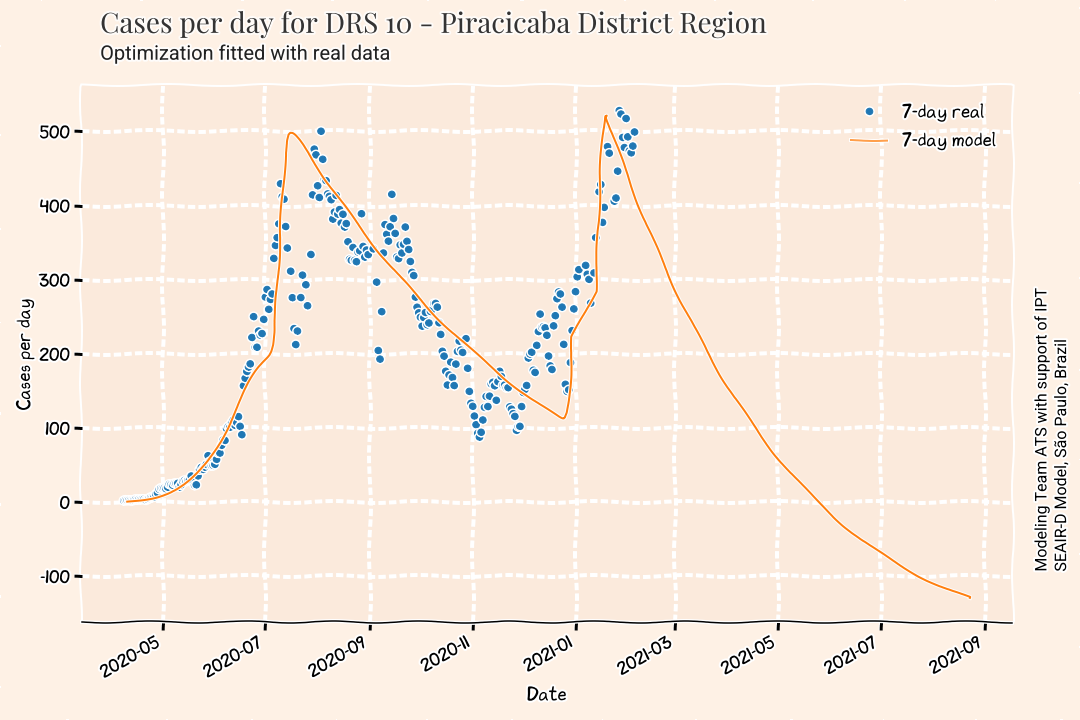 Cases per day for DRS 10 - Piracicaba District Region
Optimization fitted with real data
7-day real
7-day model
500
400
300
200
100
0
-100
Cases per day
2020-05
2020-07
2020-09
2020-11
2021-01
2021-03
2021-05
2021-07
2021-09
Date
Modeling Team ATS with support of IPT
SEAIR-D Model, São Paulo, Brazil